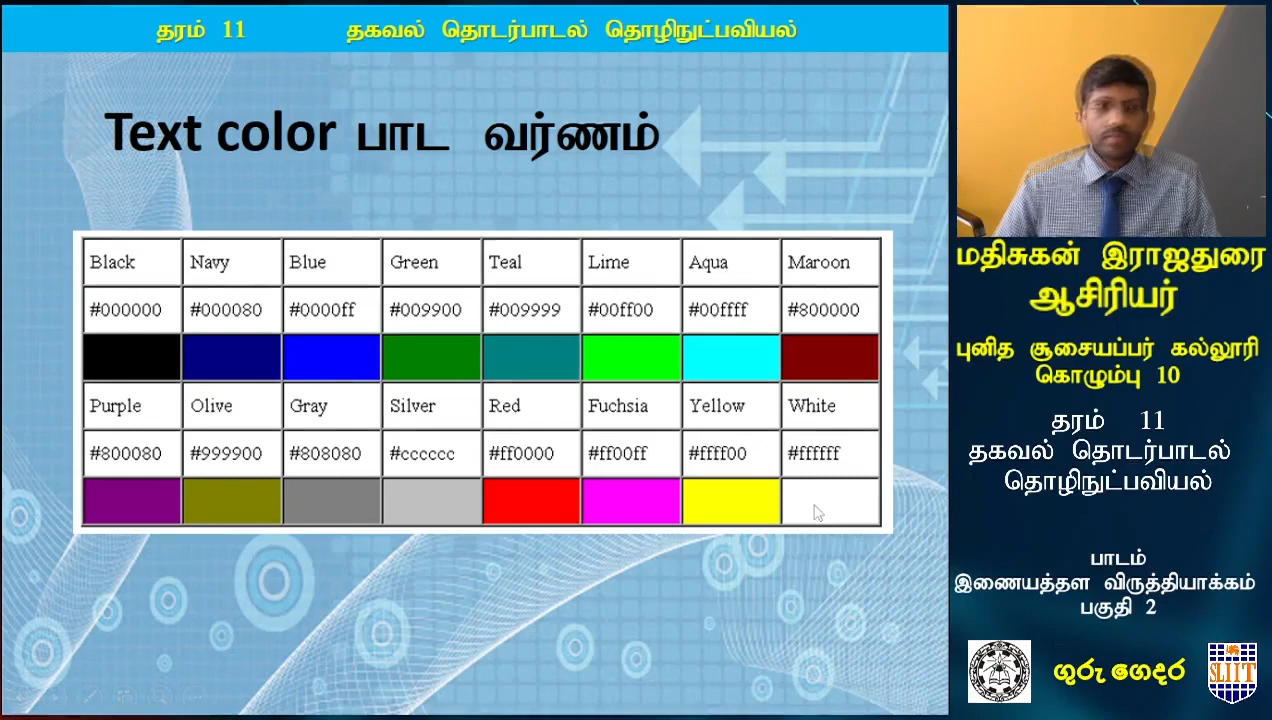 தரம் 11 தகவல் தொடர்பாடல் தொழிநுட்பவியல்
Text color பாட வர்ணம்
Black Navy Blue Green Teal Lime Aqua Maroon
#000000 #000080 #0000ff #009900 #009999 #00ff00 #00ffff #800000
Purple Olive Gray Silver Red Fuchsia Yellow White
#800080 #999900 #808080 #cccccc #ff0000 #ff00ff #ffff00 #ffffff
மதிசுகன் இராஜதுரை
ஆசிரியர்
புனித சூசையப்பர் கல்லூரி
கொழும்பு 10
தரம் 11
தகவல் தொடர்பாடல்
தொழிநுட்பவியல்
பாடம்
இணையத்தள விருத்தியாக்கம்
பகுதி 2
ගුරු ගෙදර
SLIIT